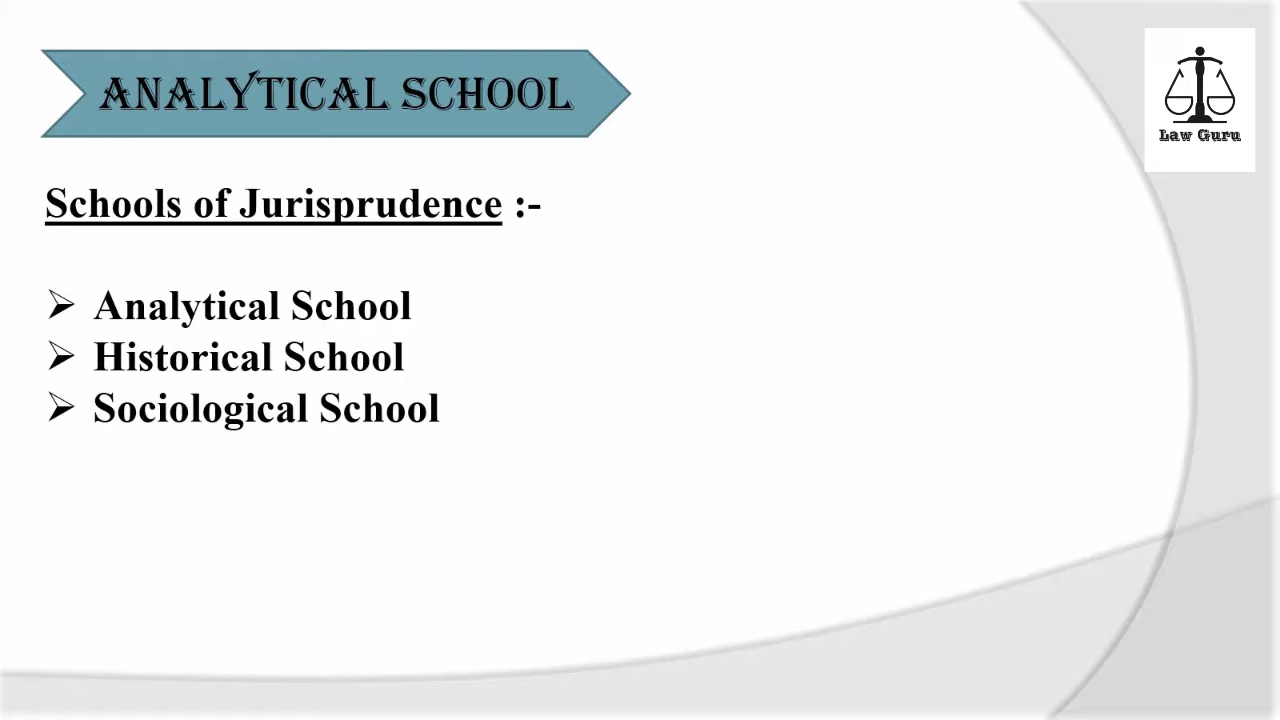 ANALYTICAL SCHOOL
Law Guru
Schools of Jurisprudence :-
➢ Analytical School
➢ Historical School
➢ Sociological School